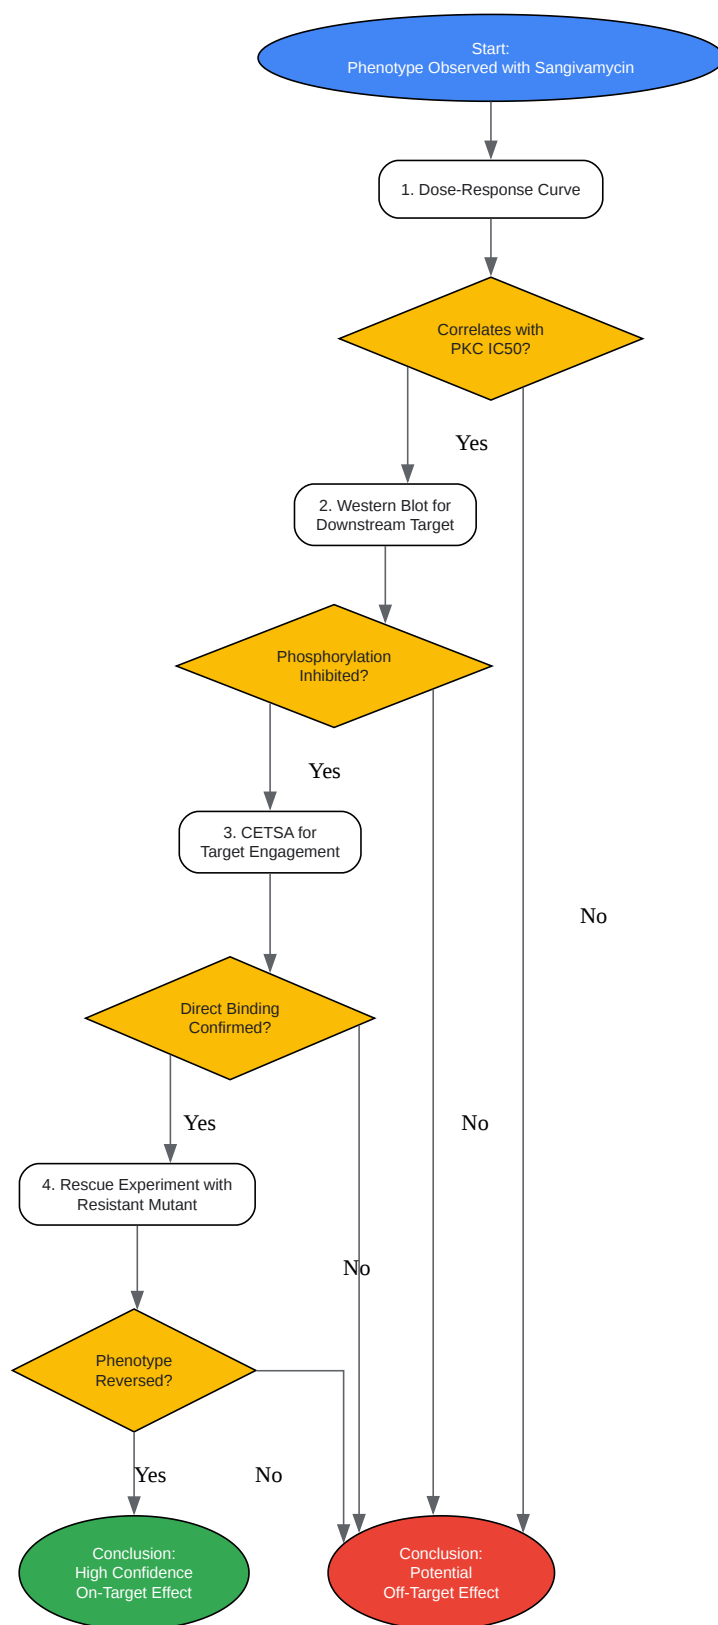 Start:
Phenotype Observed with Sangivamycin
1. Dose-Response Curve
Correlates with
PKC IC50?
Yes
2. Western Blot for
Downstream Target
Phosphorylation
Inhibited?
Yes
3. CETSA for
Target Engagement
No
Direct Binding
Confirmed?
Yes
No
4. Rescue Experiment with
Resistant Mutant
No
Phenotype
Reversed?
Yes
No
Conclusion:
High Confidence
On-Target Effect
Conclusion:
Potential
Off-Target Effect